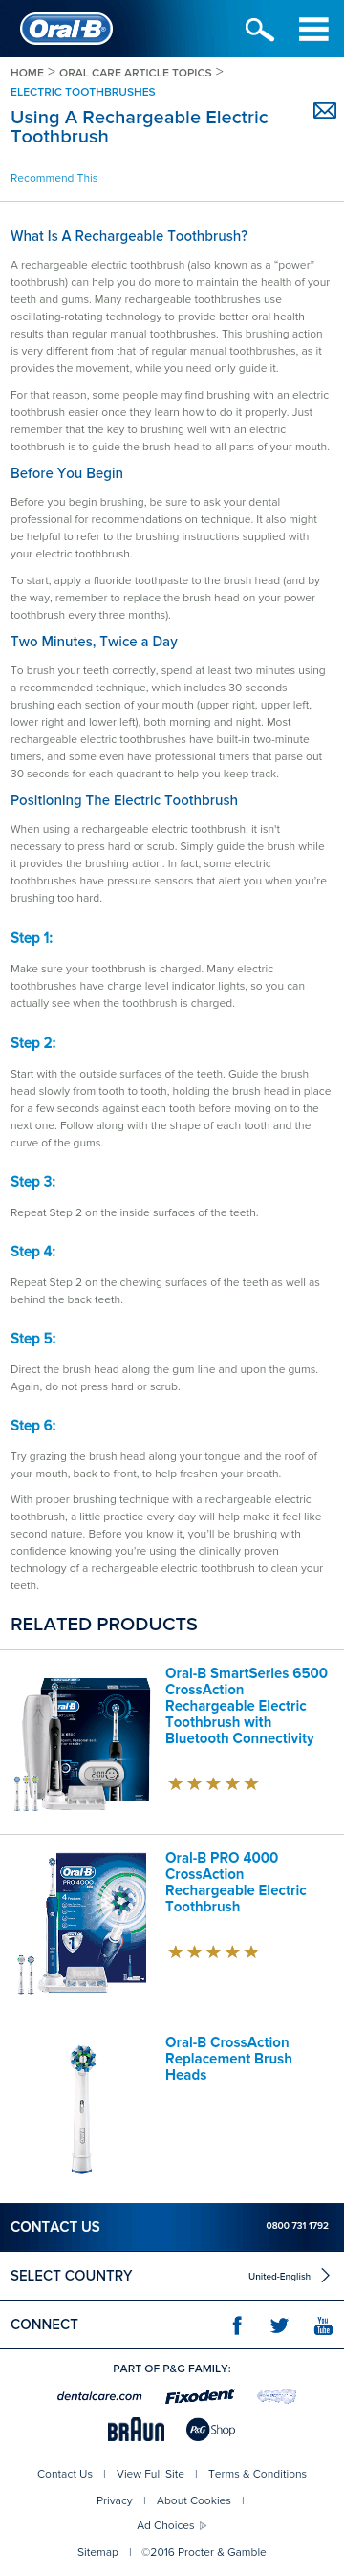 Oral-B
HOME > ORAL CARE ARTICLE TOPICS >
ELECTRIC TOOTHBRUSHES
Using A Rechargeable Electric
Toothbrush
Recommend This
What Is A Rechargeable Toothbrush?
A rechargeable electric toothbrush (also known as a “power”
toothbrush) can help you do more to maintain the health of your
teeth and gums. Many rechargeable toothbrushes use
oscillating-rotating technology to provide better oral health
results than regular manual toothbrushes. This brushing action
is very different from that of regular manual toothbrushes, as it
provides the movement, while you need only guide it.
For that reason, some people may find brushing with an electric
toothbrush easier once they learn how to do it properly. Just
remember that the key to brushing well with an electric
toothbrush is to guide the brush head to all parts of your mouth.
Before You Begin
Before you begin brushing, be sure to ask your dental
professional for recommendations on technique. It also might
be helpful to refer to the brushing instructions supplied with
your electric toothbrush.
To start, apply a fluoride toothpaste to the brush head (and by
the way, remember to replace the brush head on your power
toothbrush every three months).
Two Minutes, Twice a Day
To brush your teeth correctly, spend at least two minutes using
a recommended technique, which includes 30 seconds
brushing each section of your mouth (upper right, upper left,
lower right and lower left), both morning and night. Most
rechargeable electric toothbrushes have built-in two-minute
timers, and some even have professional timers that parse out
30 seconds for each quadrant to help you keep track.
Positioning The Electric Toothbrush
When using a rechargeable electric toothbrush, it isn't
necessary to press hard or scrub. Simply guide the brush while
it provides the brushing action. In fact, some electric
toothbrushes have pressure sensors that alert you when you're
brushing too hard.
Step 1:
Make sure your toothbrush is charged. Many electric
toothbrushes have charge level indicator lights, so you can
actually see when the toothbrush is charged.
Step 2:
Start with the outside surfaces of the teeth. Guide the brush
head slowly from tooth to tooth, holding the brush head in place
for a few seconds against each tooth before moving on to the
next one. Follow along with the shape of each tooth and the
curve of the gums.
Step 3:
Repeat Step 2 on the inside surfaces of the teeth.
Step 4:
Repeat Step 2 on the chewing surfaces of the teeth as well as
behind the back teeth.
Step 5:
Direct the brush head along the gum line and upon the gums.
Again, do not press hard or scrub.
Step 6:
Try grazing the brush head along your tongue and the roof of
your mouth, back to front, to help freshen your breath.
With proper brushing technique with a rechargeable electric
toothbrush, a little practice every day will help make it feel like
second nature. Before you know it, you’ll be brushing with
confidence knowing you’re using the clinically proven
technology of a rechargeable electric toothbrush to clean your
teeth.
RELATED PRODUCTS
Oral-B SmartSeries 6500
CrossAction
Rechargeable Electric
Toothbrush with
Bluetooth Connectivity
Oral-B PRO 4000
CrossAction
Rechargeable Electric
Toothbrush
Oral-B
PRO 4000
Oral-B CrossAction
Replacement Brush
Heads
CONTACT US 0800 731 1792
SELECT COUNTRY United-English
CONNECT You Tube
PART OF P&G FAMILY:
dentalcare.com Fixodent
BRAUN P&G Shop
Contact Us | View Full Site | Terms & Conditions
Privacy | About Cookies |
Ad Choices
Sitemap | ©2016 Procter & Gamble